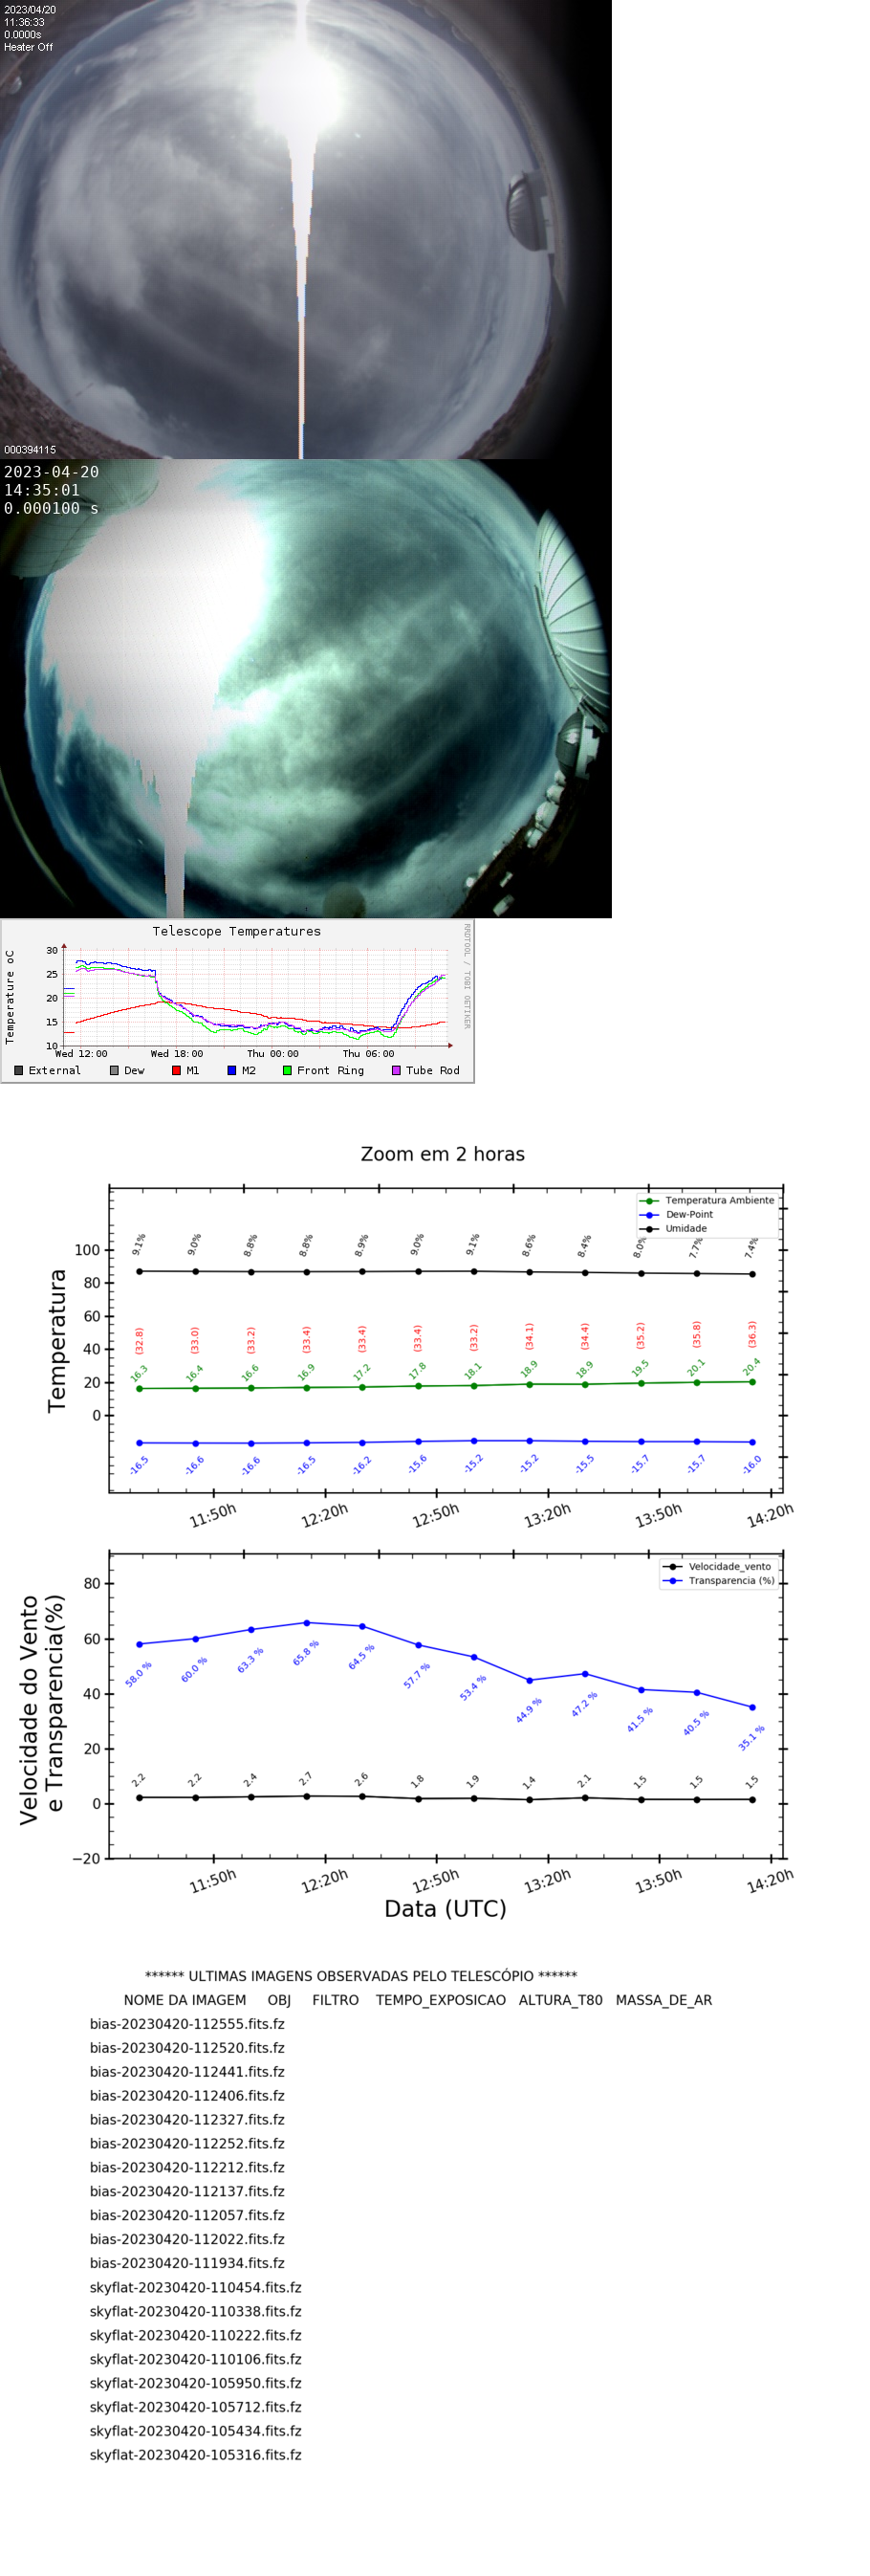 2023/04/20
11:36:33
0.0000s
Heater Off
000394115
2023-04-20
14:35:01
0.000100 s
Telescope Temperatures
RRDTOOL / TOBI OETIKER
Temperature oC
30
25
20
15
10
Wed 12:00 Wed 18:00 Thu 00:00 Thu 06:00
External Dew M1 M2 Front Ring Tube Rod
Zoom em 2 horas
Temperatura Ambiente
Dew-Point
Umidade
Temperatura
100
80
60
40
20
0
9.1% 9.0% 8.8% 8.8% 8.9% 9.0% 9.1% 8.6% 8.4% 8.0% 7.7% 7.4%
(32.8) (33.0) (33.2) (33.4) (33.4) (33.4) (33.2) (34.1) (34.4) (35.2) (35.8) (36.3)
16.3 16.4 16.6 16.9 17.2 17.8 18.1 18.9 18.9 19.5 20.1 20.4
-16.5 -16.6 -16.6 -16.5 -16.2 -15.6 -15.2 -15.2 -15.5 -15.7 -15.7 -16.0
11:50h 12:20h 12:50h 13:20h 13:50h 14:20h
Velocidade_vento
Transparencia (%)
Velocidade do Vento
e Transparencia(%)
80
60
40
20
0
−20
58.0 % 60.0 % 63.3 % 65.8 % 64.5 % 57.7 % 53.4 % 44.9 % 47.2 % 41.5 % 40.5 % 35.1 %
2.2 2.2 2.4 2.7 2.6 1.8 1.9 1.4 2.1 1.5 1.5 1.5
11:50h 12:20h 12:50h 13:20h 13:50h 14:20h
Data (UTC)
****** ULTIMAS IMAGENS OBSERVADAS PELO TELESCÓPIO ******
NOME DA IMAGEM OBJ FILTRO TEMPO_EXPOSICAO ALTURA_T80 MASSA_DE_AR
bias-20230420-112555.fits.fz
bias-20230420-112520.fits.fz
bias-20230420-112441.fits.fz
bias-20230420-112406.fits.fz
bias-20230420-112327.fits.fz
bias-20230420-112252.fits.fz
bias-20230420-112212.fits.fz
bias-20230420-112137.fits.fz
bias-20230420-112057.fits.fz
bias-20230420-112022.fits.fz
bias-20230420-111934.fits.fz
skyflat-20230420-110454.fits.fz
skyflat-20230420-110338.fits.fz
skyflat-20230420-110222.fits.fz
skyflat-20230420-110106.fits.fz
skyflat-20230420-105950.fits.fz
skyflat-20230420-105712.fits.fz
skyflat-20230420-105434.fits.fz
skyflat-20230420-105316.fits.fz